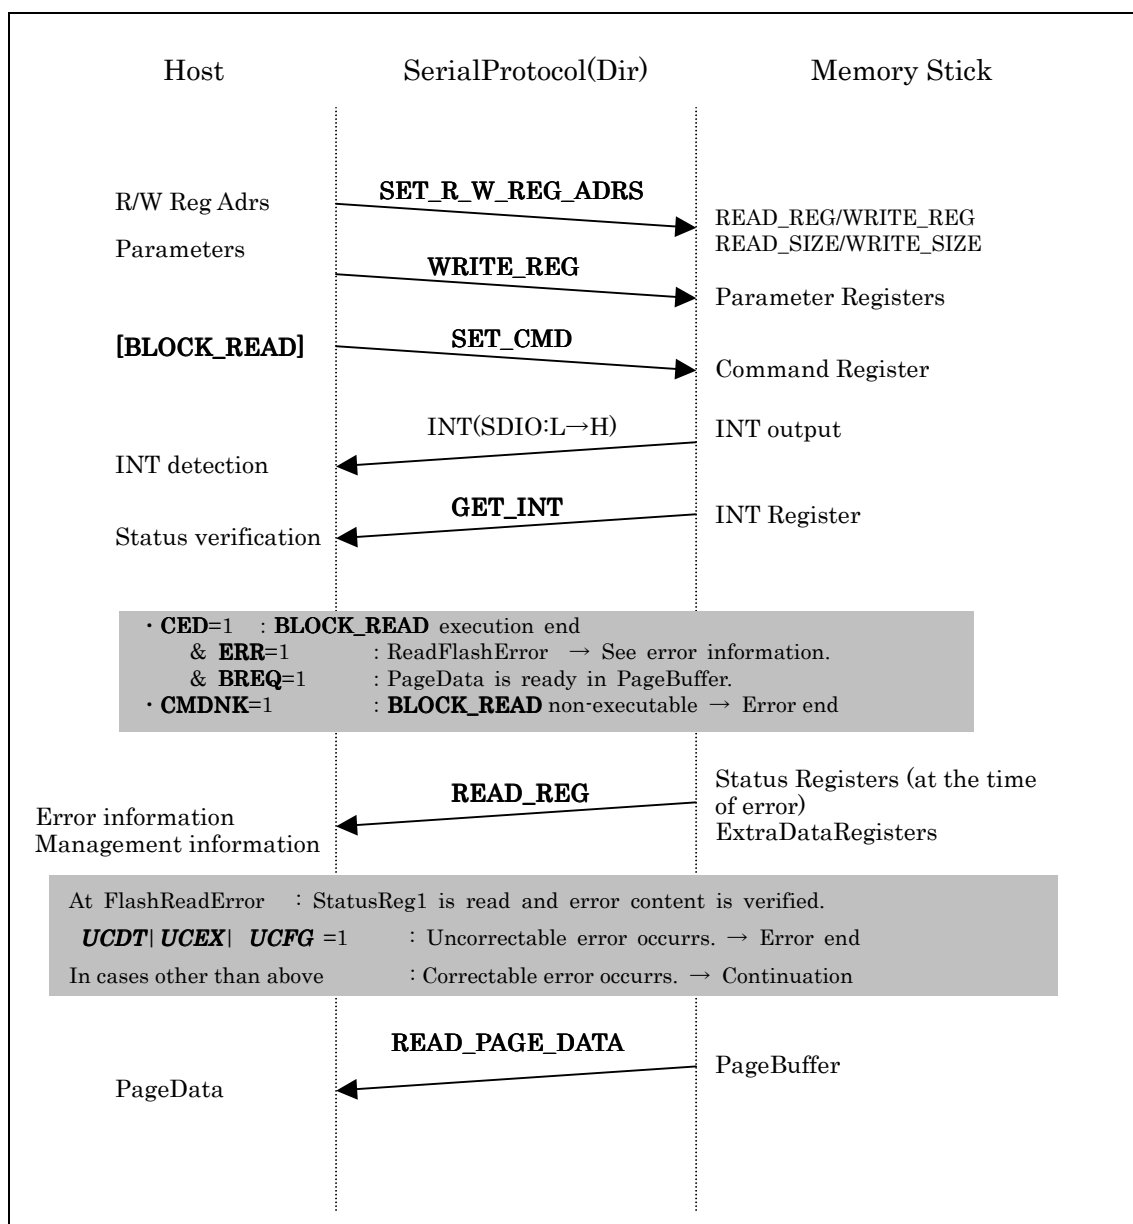 Host SerialProtocol(Dir) Memory Stick
SET_R_W_REG_ADRS
R/W Reg Adrs
READ_REG/WRITE_REG
READ_SIZE/WRITE_SIZE
Parameters
WRITE_REG
Parameter Registers
[BLOCK_READ]
SET_CMD
Command Register
INT(SDIO:L→H)
INT output
INT detection
GET_INT
INT Register
Status verification
・CED=1 : BLOCK_READ execution end
& ERR=1 : ReadFlashError → See error information.
& BREQ=1 : PageData is ready in PageBuffer.
・CMDNK=1 : BLOCK_READ non-executable → Error end
READ_REG
Status Registers (at the time
of error)
ExtraDataRegisters
Error information
Management information
At FlashReadError : StatusReg1 is read and error content is verified.
UCDT| UCEX| UCFG =1 : Uncorrectable error occurrs. → Error end
In cases other than above : Correctable error occurrs. → Continuation
READ_PAGE_DATA
PageBuffer
PageData